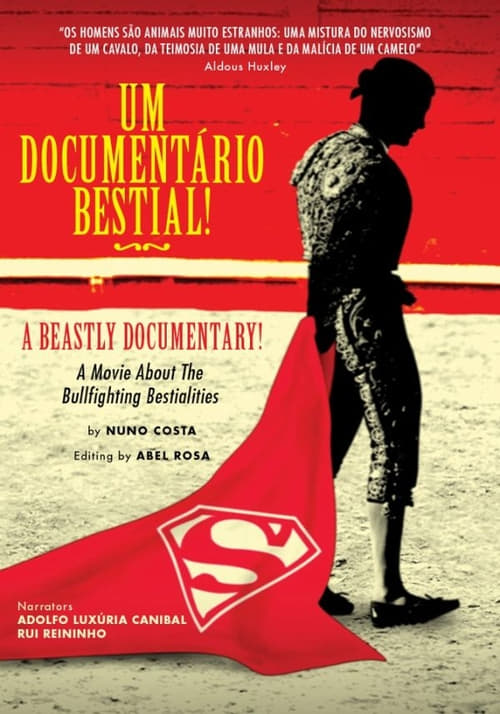 "OS HOMENS SÃO ANIMAIS MUITO ESTRANHOS: UMA MISTURA DO NERVOSISMO
DE UM CAVALO, DA TEIMOSIA DE UMA MULA E DA MALÍCIA DE UM CAMELO"
Aldous Huxley
UM
DOCUMENTÁRIO
BESTIAL!
A BEASTLY DOCUMENTARY!
A Movie About The
Bullfighting Bestialities
by NUNO COSTA
Editing by ABEL ROSA
S
Narrators
ADOLFO LUXÚRIA CANIBAL
RUI REININHO